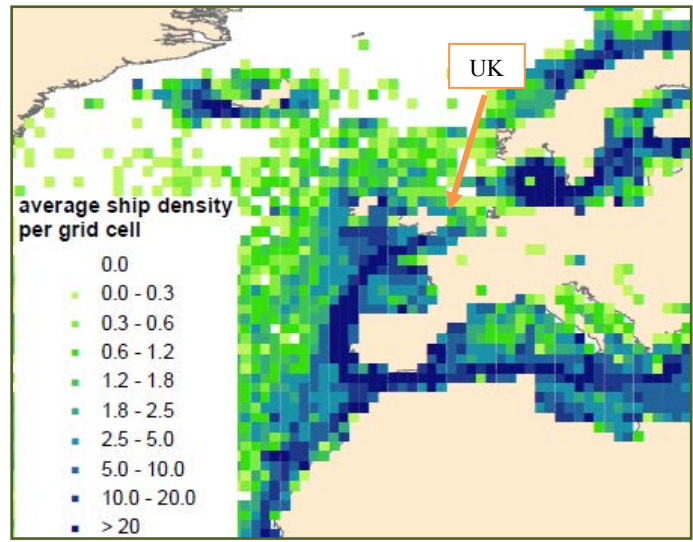 UK
average ship density
per grid cell
0.0
0.0 - 0.3
0.3 - 0.6
0.6 - 1.2
1.2 - 1.8
1.8 - 2.5
2.5 - 5.0
5.0 - 10.0
10.0 - 20.0
> 20